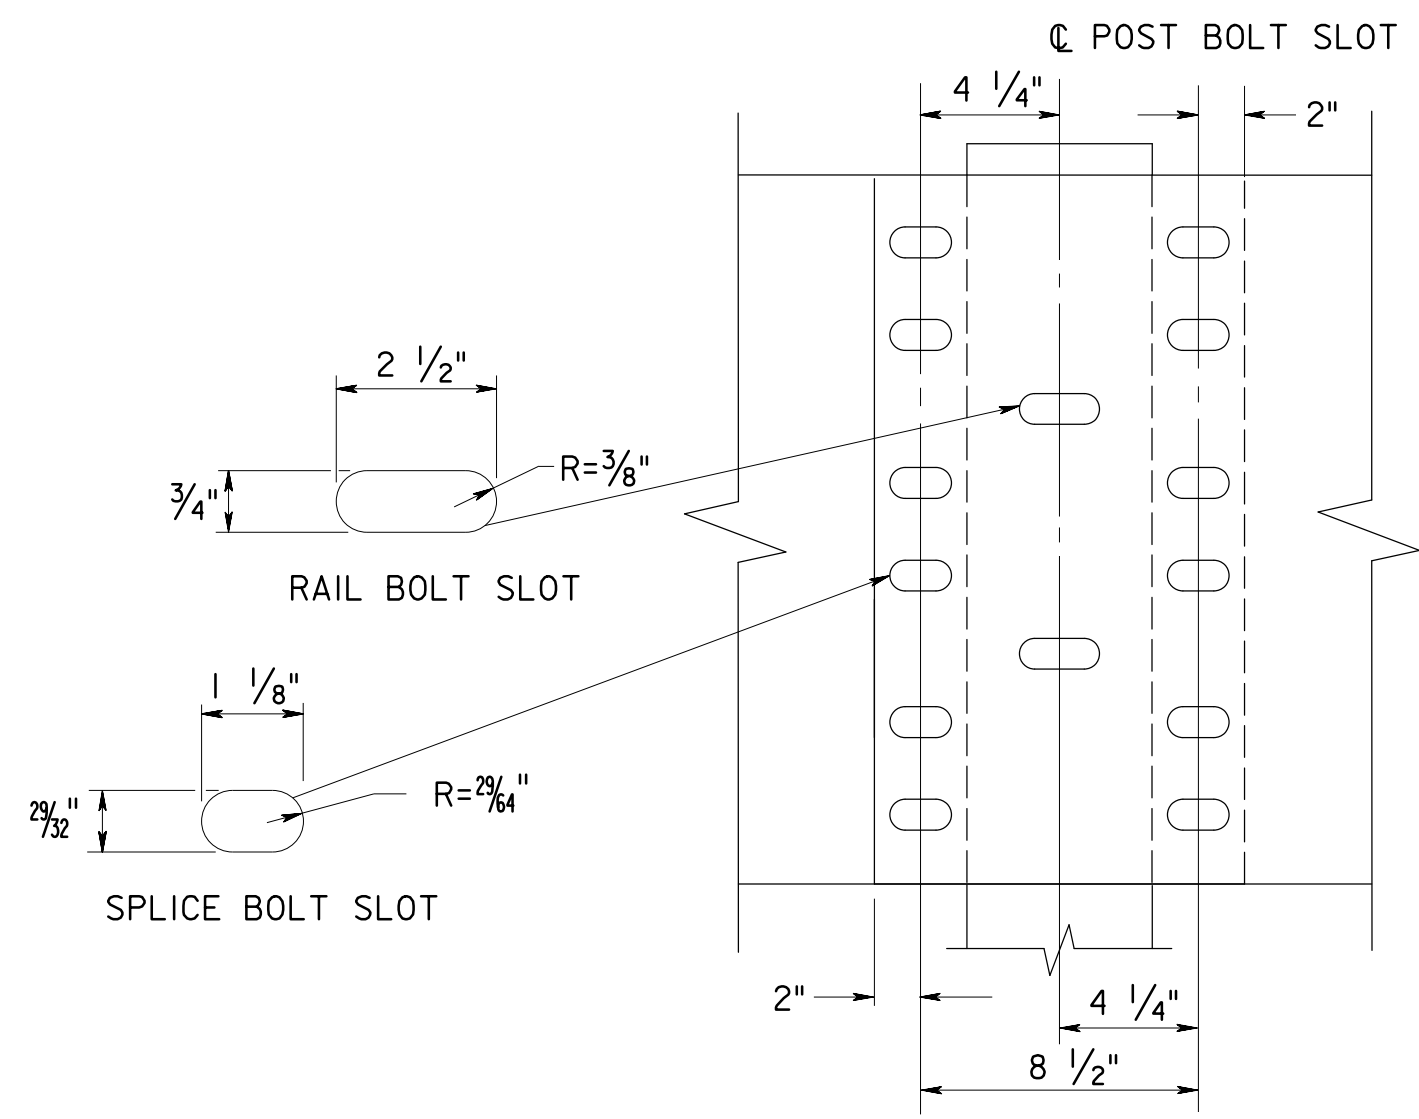 ℄ POST BOLT SLOT
4 1/4"
2"
2 1/2"
R=3/8"
3/4"
RAIL BOLT SLOT
1 1/8"
R=29/64"
29/32"
SPLICE BOLT SLOT
2"
4 1/4"
8 1/2"